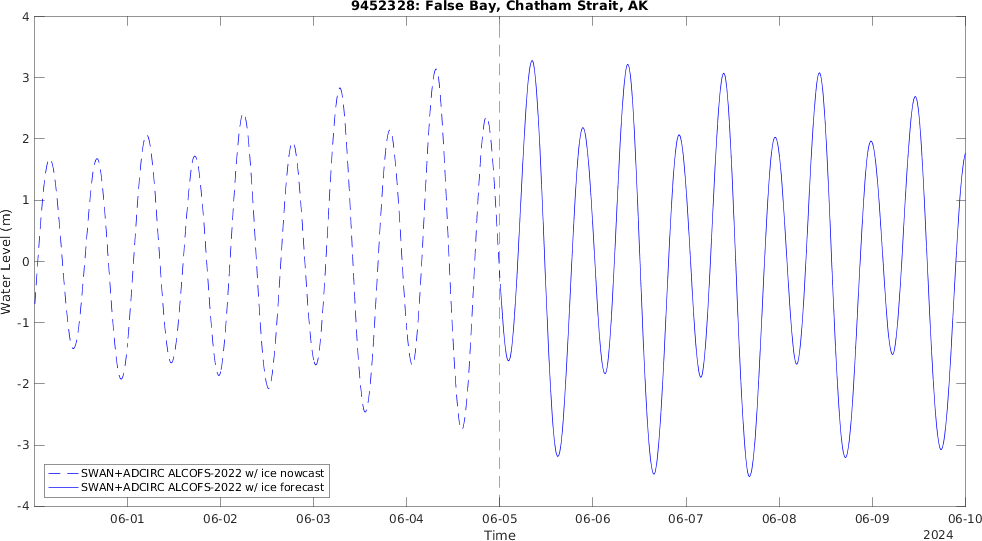 9452328: False Bay, Chatham Strait, AK
4
3
2
1
0
-1
-2
-3
-4
Water Level (m)
SWAN+ADCIRC ALCOFS-2022 w/ ice nowcast
SWAN+ADCIRC ALCOFS-2022 w/ ice forecast
06-01 06-02 06-03 06-04 06-05 06-06 06-07 06-08 06-09 06-10
Time
2024